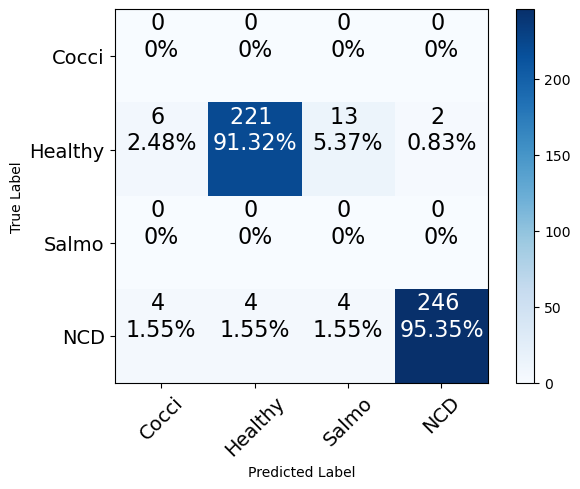 0 0 0 0
Cocci 0% 0% 0% 0%
6 221 13 2
Healthy 2.48% 91.32% 5.37% 0.83%
0 0 0 0
Salmo 0% 0% 0% 0%
4 4 4 246
NCD 1.55% 1.55% 1.55% 95.35%
True Label
Cocci Healthy Salmo NCD
Predicted Label
200
150
100
50
0